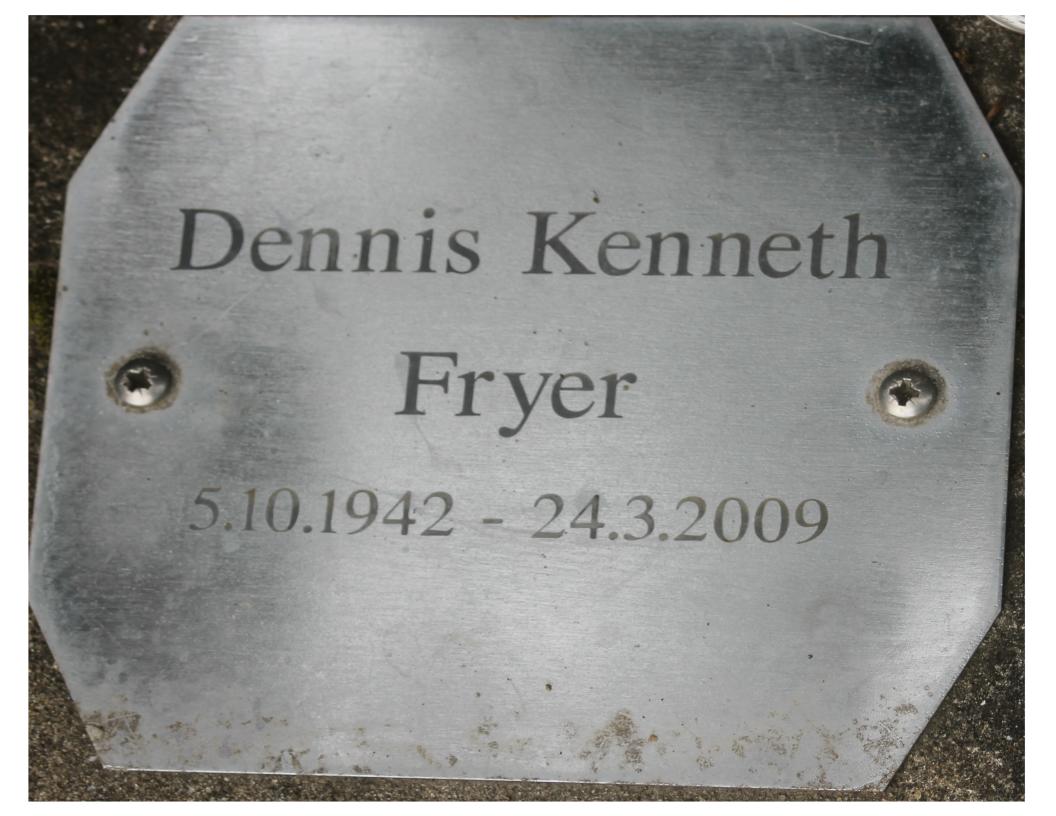 Dennis Kenneth
Fryer
5.10.1942 - 24.3.2009